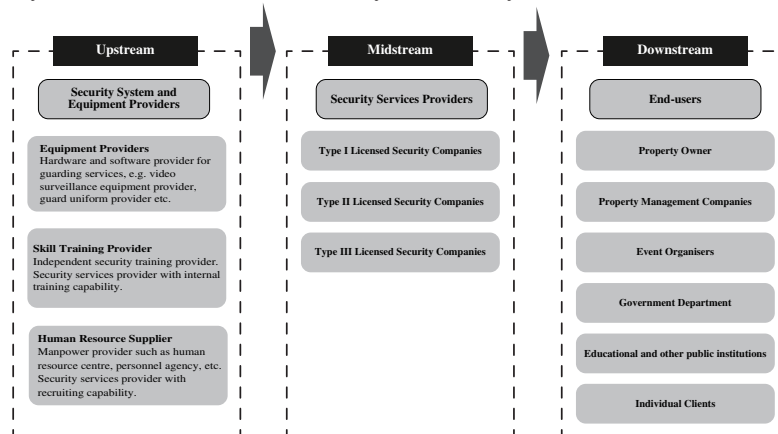 Upstream
Security System and
Equipment Providers
Equipment Providers
Hardware and software provider for
guarding services, e.g. video
surveillance equipment provider,
guard uniform provider etc.
Skill Training Provider
Independent security training provider.
Security services provider with internal
training capability.
Human Resource Supplier
Manpower provider such as human
resource centre, personnel agency, etc.
Security services provider with
recruiting capability.
Midstream
Security Services Providers
Type I Licensed Security Companies
Type II Licensed Security Companies
Type III Licensed Security Companies
Downstream
End-users
Property Owner
Property Management Companies
Event Organisers
Government Department
Educational and other public institutions
Individual Clients